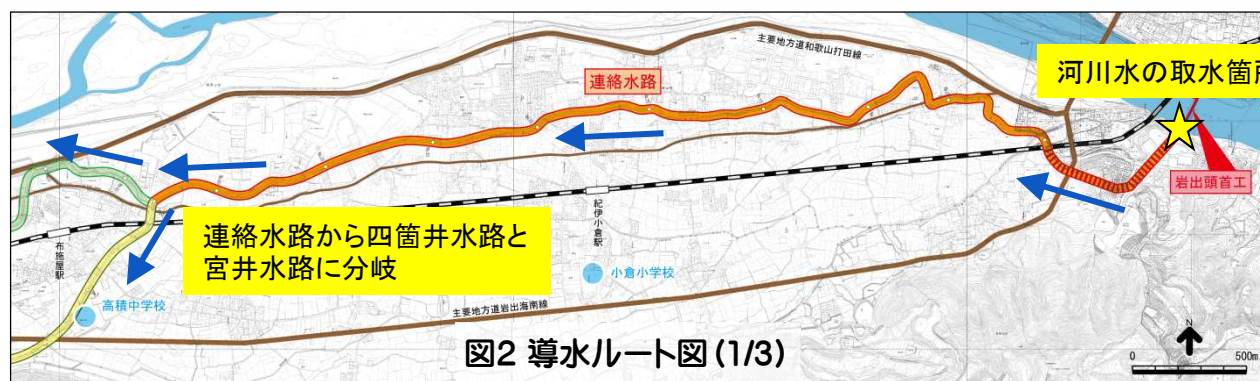 主要地方道和歌山打田線
河川水の取水箇所
連絡水路
岩出頭首工
連絡水路から四箇井水路と
宮井水路に分岐
布施屋駅
紀伊小倉駅
小倉小学校
高積中学校
主要地方道岩出海南線
図2 導水ルート図(1/3)
N
0 500m